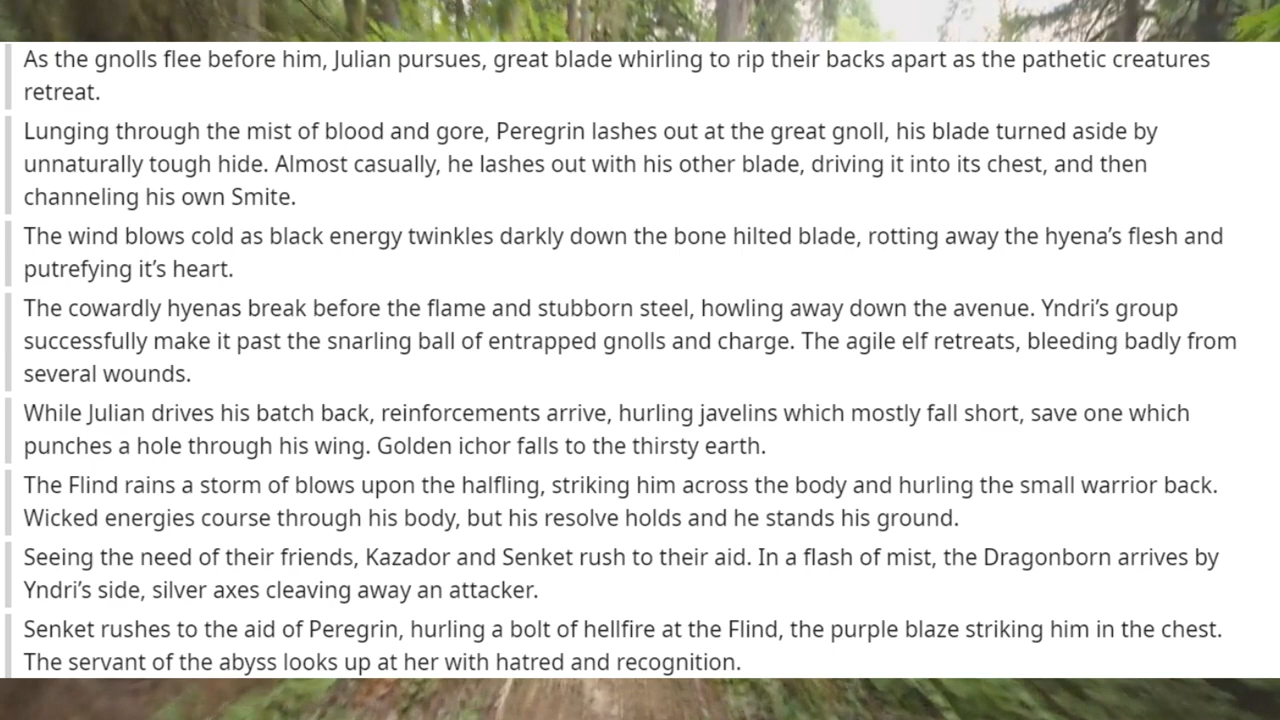 As the gnolls flee before him, Julian pursues, great blade whirling to rip their backs apart as the pathetic creatures
retreat.
Lunging through the mist of blood and gore, Peregrin lashes out at the great gnoll, his blade turned aside by
unnaturally tough hide. Almost casually, he lashes out with his other blade, driving it into its chest, and then
channeling his own Smite.
The wind blows cold as black energy twinkles darkly down the bone hilted blade, rotting away the hyena’s flesh and
putrefying it’s heart.
The cowardly hyenas break before the flame and stubborn steel, howling away down the avenue. Yndri’s group
successfully make it past the snarling ball of entrapped gnolls and charge. The agile elf retreats, bleeding badly from
several wounds.
While Julian drives his batch back, reinforcements arrive, hurling javelins which mostly fall short, save one which
punches a hole through his wing. Golden ichor falls to the thirsty earth.
The Flind rains a storm of blows upon the halfling, striking him across the body and hurling the small warrior back.
Wicked energies course through his body, but his resolve holds and he stands his ground.
Seeing the need of their friends, Kazador and Senket rush to their aid. In a flash of mist, the Dragonborn arrives by
Yndri’s side, silver axes cleaving away an attacker.
Senket rushes to the aid of Peregrin, hurling a bolt of hellfire at the Flind, the purple blaze striking him in the chest.
The servant of the abyss looks up at her with hatred and recognition.